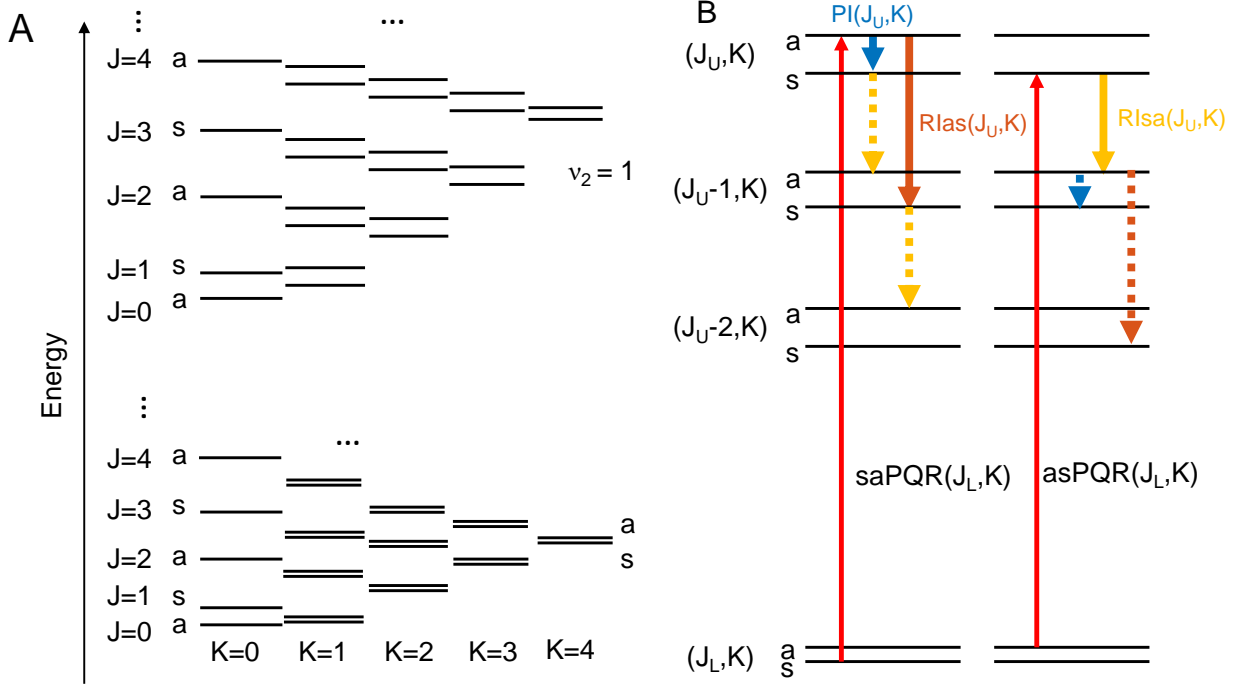 A
Energy
...
J=4 a
J=3 s
J=2 a
J=1 s
J=0 a
ν₂ = 1
...
...
...
J=4 a
J=3 s
J=2 a
J=1 s
J=0 a
a
s
K=0 K=1 K=2 K=3 K=4
B
PI(J_U,K)
(J_U,K) a
s
RIas(J_U,K)
RIsa(J_U,K)
(J_U-1,K) a
s
(J_U-2,K) a
s
saPQR(J_L,K)
asPQR(J_L,K)
(J_L,K) a
s